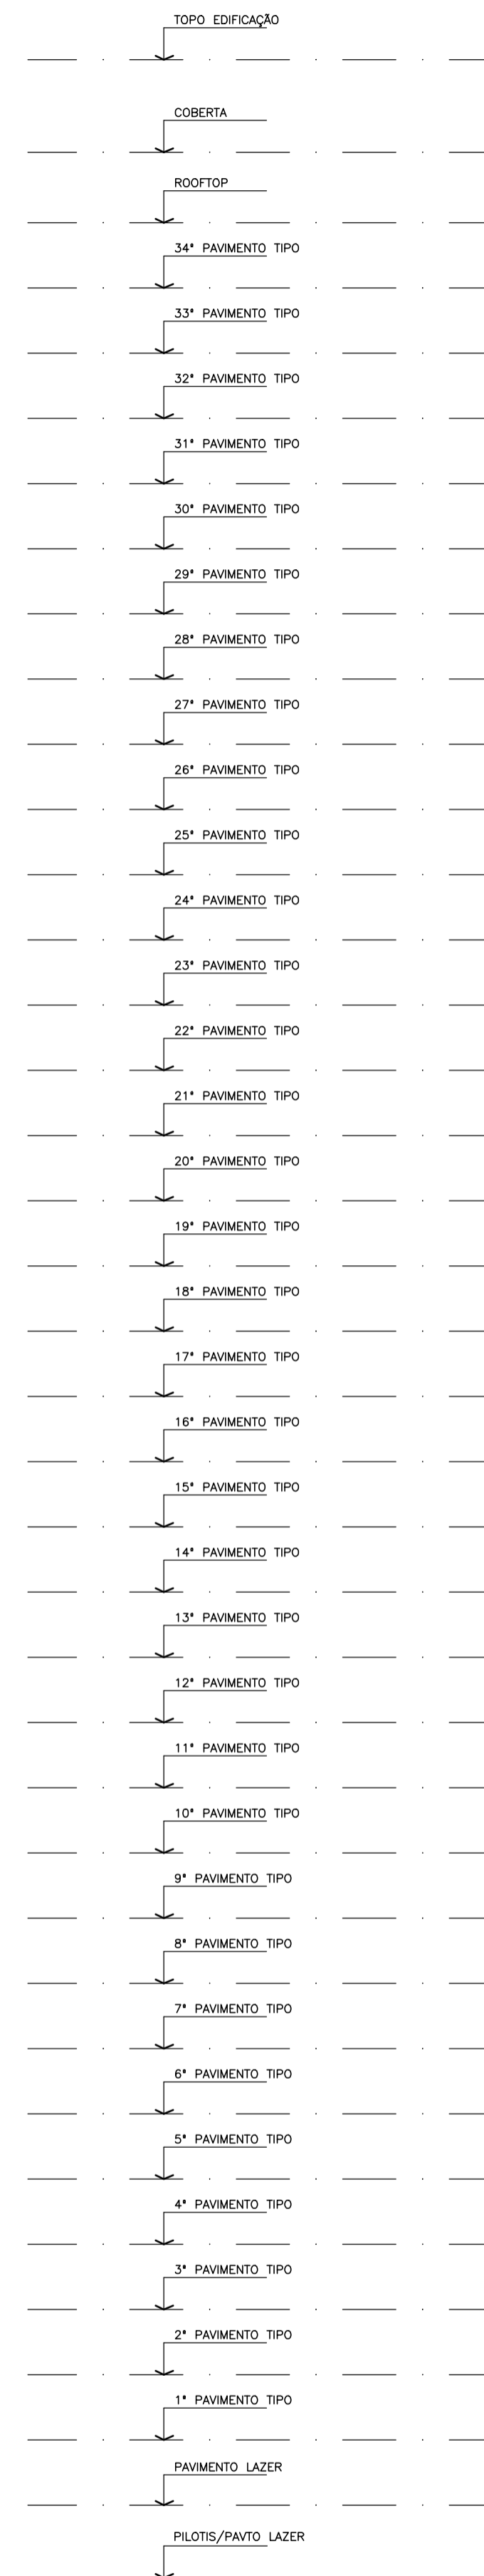 TOPO EDIFICAÇÃO
COBERTA
ROOFTOP
34° PAVIMENTO TIPO
33° PAVIMENTO TIPO
32° PAVIMENTO TIPO
31° PAVIMENTO TIPO
30° PAVIMENTO TIPO
29° PAVIMENTO TIPO
28° PAVIMENTO TIPO
27° PAVIMENTO TIPO
26° PAVIMENTO TIPO
25° PAVIMENTO TIPO
24° PAVIMENTO TIPO
23° PAVIMENTO TIPO
22° PAVIMENTO TIPO
21° PAVIMENTO TIPO
20° PAVIMENTO TIPO
19° PAVIMENTO TIPO
18° PAVIMENTO TIPO
17° PAVIMENTO TIPO
16° PAVIMENTO TIPO
15° PAVIMENTO TIPO
14° PAVIMENTO TIPO
13° PAVIMENTO TIPO
12° PAVIMENTO TIPO
11° PAVIMENTO TIPO
10° PAVIMENTO TIPO
9° PAVIMENTO TIPO
8° PAVIMENTO TIPO
7° PAVIMENTO TIPO
6° PAVIMENTO TIPO
5° PAVIMENTO TIPO
4° PAVIMENTO TIPO
3° PAVIMENTO TIPO
2° PAVIMENTO TIPO
1° PAVIMENTO TIPO
PAVIMENTO LAZER
PILOTIS/PAVTO LAZER